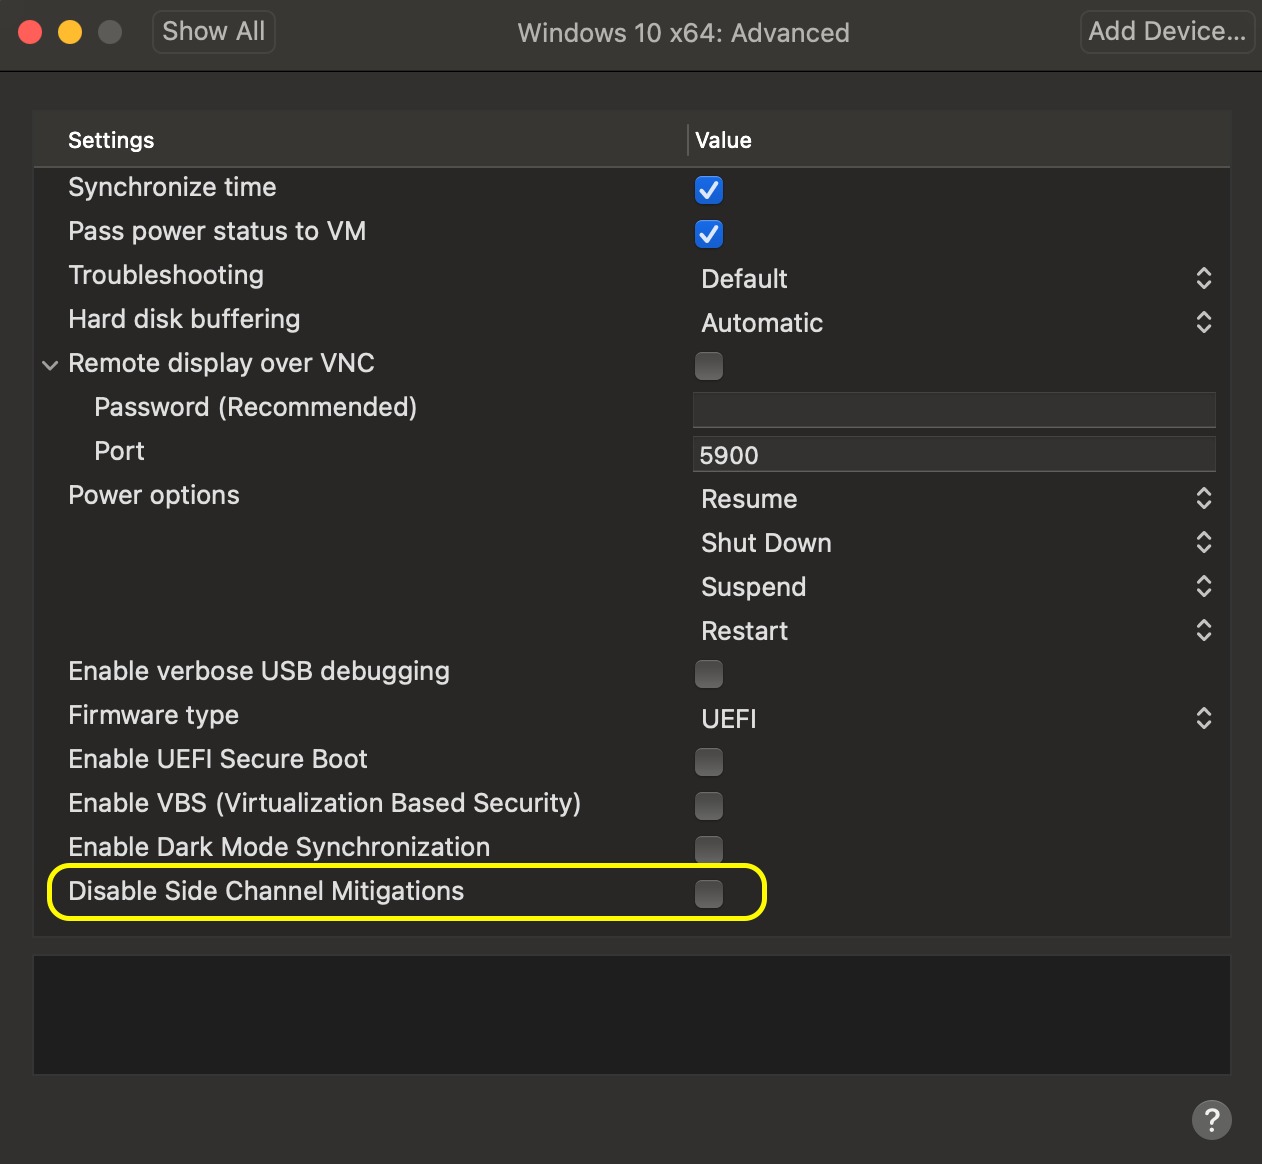 Show All
Windows 10 x64: Advanced
Add Device...
Settings
Value
Synchronize time
Pass power status to VM
Troubleshooting
Default
Hard disk buffering
Automatic
Remote display over VNC
Password (Recommended)
Port
5900
Power options
Resume
Shut Down
Suspend
Restart
Enable verbose USB debugging
Firmware type
UEFI
Enable UEFI Secure Boot
Enable VBS (Virtualization Based Security)
Enable Dark Mode Synchronization
Disable Side Channel Mitigations
?